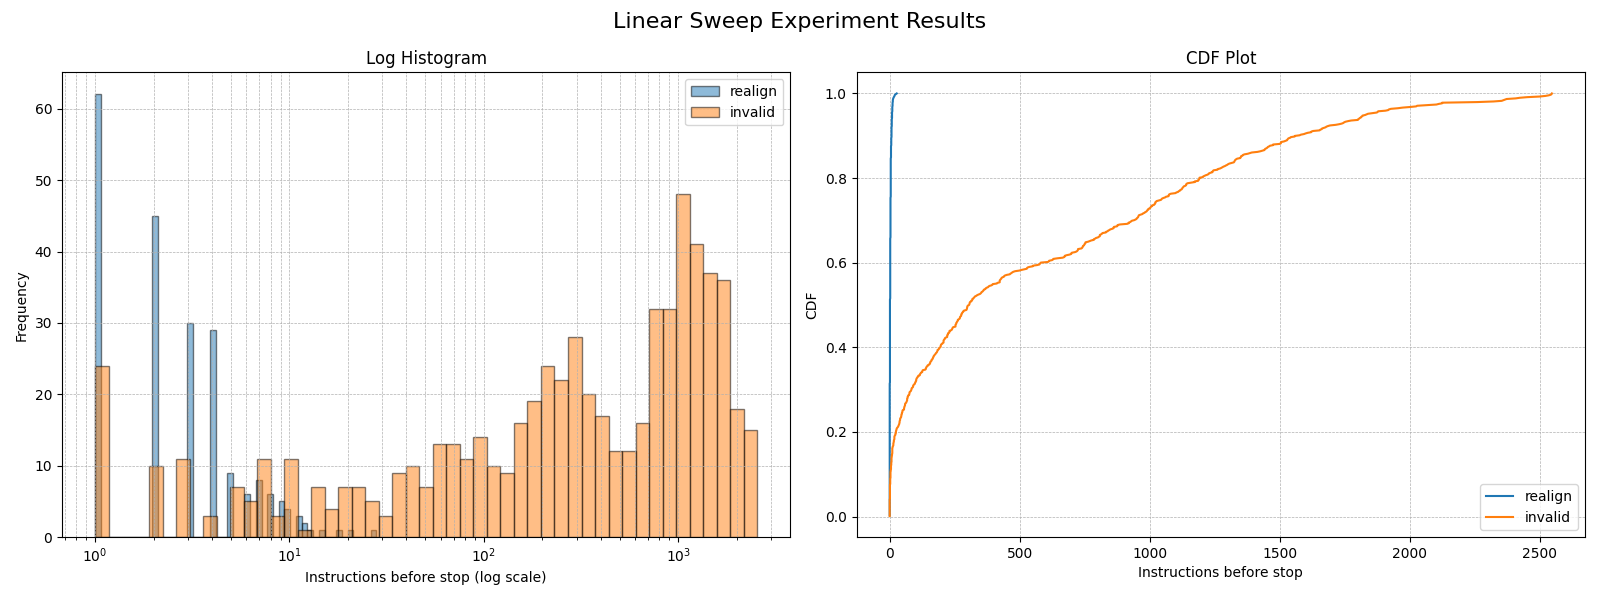 Linear Sweep Experiment Results
Log Histogram
Frequency
60
50
40
30
20
10
0
realign
invalid
10⁰
10¹
10²
10³
Instructions before stop (log scale)
CDF Plot
CDF
1.0
0.8
0.6
0.4
0.2
0.0
realign
invalid
0
500
1000
1500
2000
2500
Instructions before stop